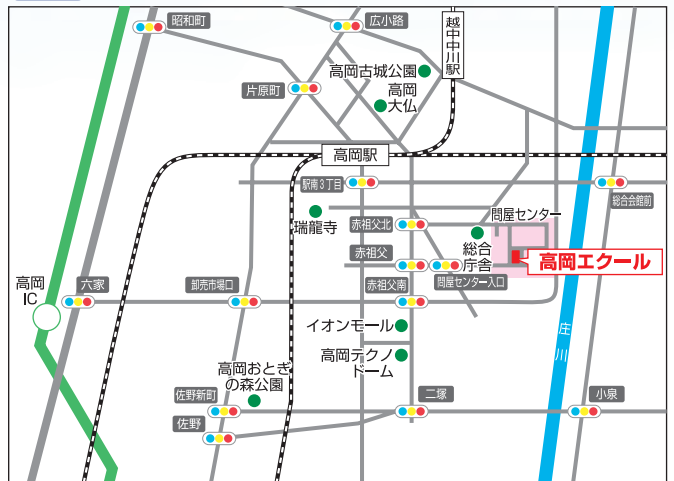 昭和町
広小路
越中中川駅
高岡古城公園
片原町
高岡
大仏
高岡駅
駅南3丁目
総合会館前
瑞龍寺
赤祖父北
問屋センター
総合
庁舎
赤祖父
高岡エクール
問屋センター入口
高岡
IC
六家
卸売市場口
赤祖父南
イオンモール
庄川
高岡テクノ
ドーム
高岡おとぎ
の森公園
佐野新町
二塚
小泉
佐野